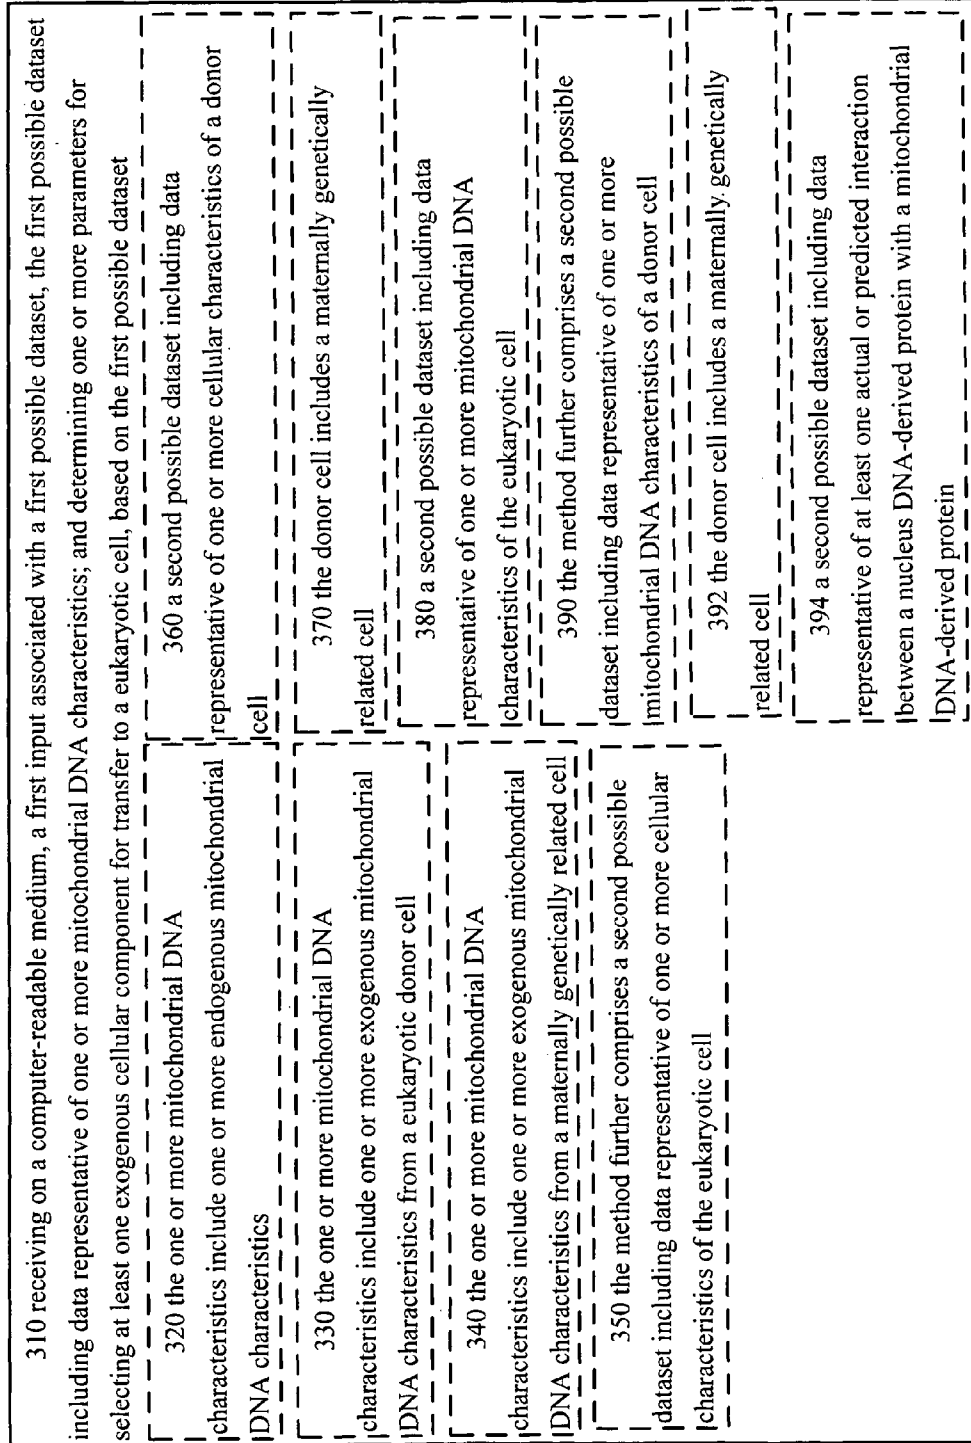 310 receiving on a computer-readable medium, a first input associated with a first possible dataset, the first possible dataset
including data representative of one or more mitochondrial DNA characteristics; and determining one or more parameters for
selecting at least one exogenous cellular component for transfer to a eukaryotic cell, based on the first possible dataset
320 the one or more mitochondrial DNA
characteristics include one or more endogenous mitochondrial
DNA characteristics
330 the one or more mitochondrial DNA
characteristics include one or more exogenous mitochondrial
DNA characteristics from a eukaryotic donor cell
340 the one or more mitochondrial DNA
characteristics include one or more exogenous mitochondrial
DNA characteristics from a maternally genetically related cell
350 the method further comprises a second possible
dataset including data representative of one or more cellular
characteristics of the eukaryotic cell
360 a second possible dataset including data
representative of one or more cellular characteristics of a donor
cell
370 the donor cell includes a maternally genetically
related cell
380 a second possible dataset including data
representative of one or more mitochondrial DNA
characteristics of the eukaryotic cell
390 the method further comprises a second possible
dataset including data representative of one or more
mitochondrial DNA characteristics of a donor cell
392 the donor cell includes a maternally genetically
related cell
394 a second possible dataset including data
representative of at least one actual or predicted interaction
between a nucleus DNA-derived protein with a mitochondrial
DNA-derived protein